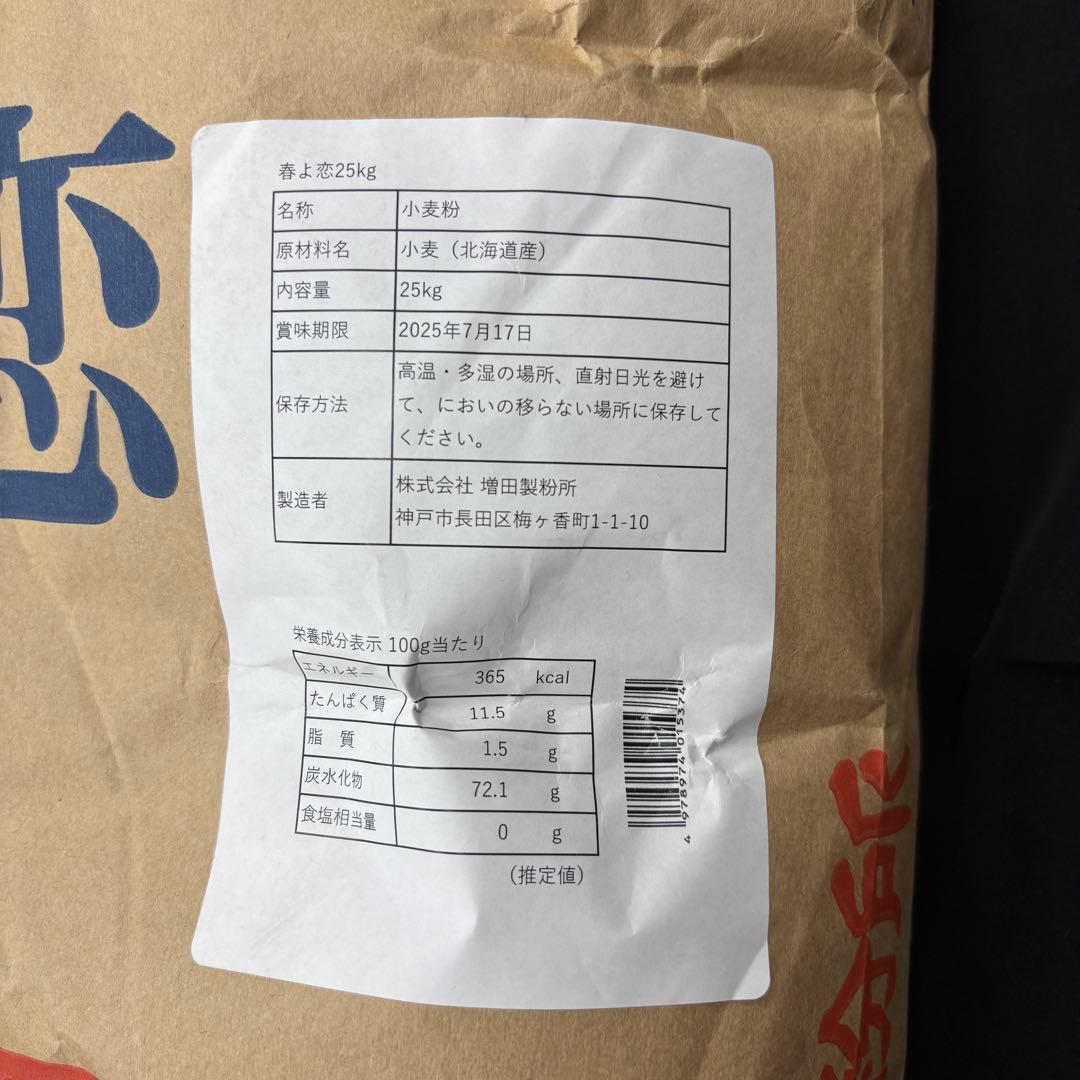 恋
春よ恋25kg
名称 小麦粉
原材料名 小麦（北海道産）
内容量 25kg
賞味期限 2025年7月17日
保存方法 高温・多湿の場所、直射日光を避け
て、においの移らない場所に保存して
ください。
製造者 株式会社 増田製粉所
神戸市長田区梅ヶ香町1-1-10
栄養成分表示 100g当たり
エネルギー 365 kcal
たんぱく質 11.5 g
脂 質 1.5 g
炭水化物 72.1 g
食塩相当量 0 g
（推定値）
4 978974 015374